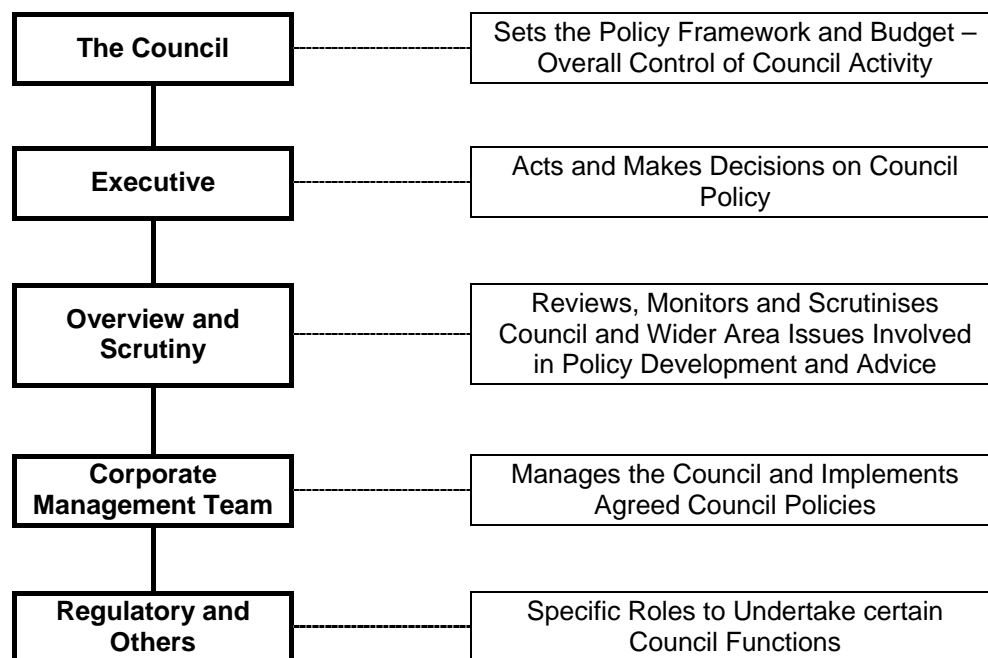 The Council
Sets the Policy Framework and Budget –
Overall Control of Council Activity
Executive
Acts and Makes Decisions on Council
Policy
Overview and
Scrutiny
Reviews, Monitors and Scrutinises
Council and Wider Area Issues Involved
in Policy Development and Advice
Corporate
Management Team
Manages the Council and Implements
Agreed Council Policies
Regulatory and
Others
Specific Roles to Undertake certain
Council Functions